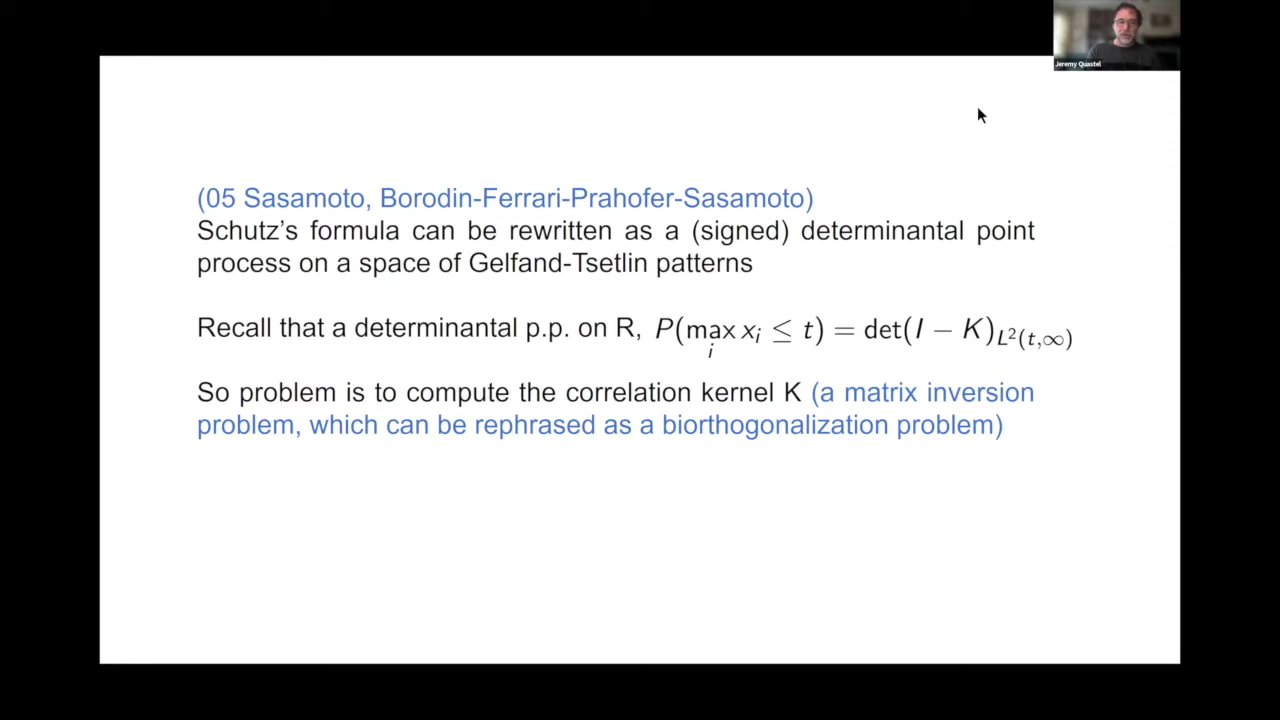 Jeremy Quastel
(05 Sasamoto, Borodin-Ferrari-Prahofer-Sasamoto)
Schutz's formula can be rewritten as a (signed) determinantal point
process on a space of Gelfand-Tsetlin patterns
Recall that a determinantal p.p. on R, P(max_i x_i ≤ t) = det(I − K)_{L²(t,∞)}
So problem is to compute the correlation kernel K (a matrix inversion
problem, which can be rephrased as a biorthogonalization problem)